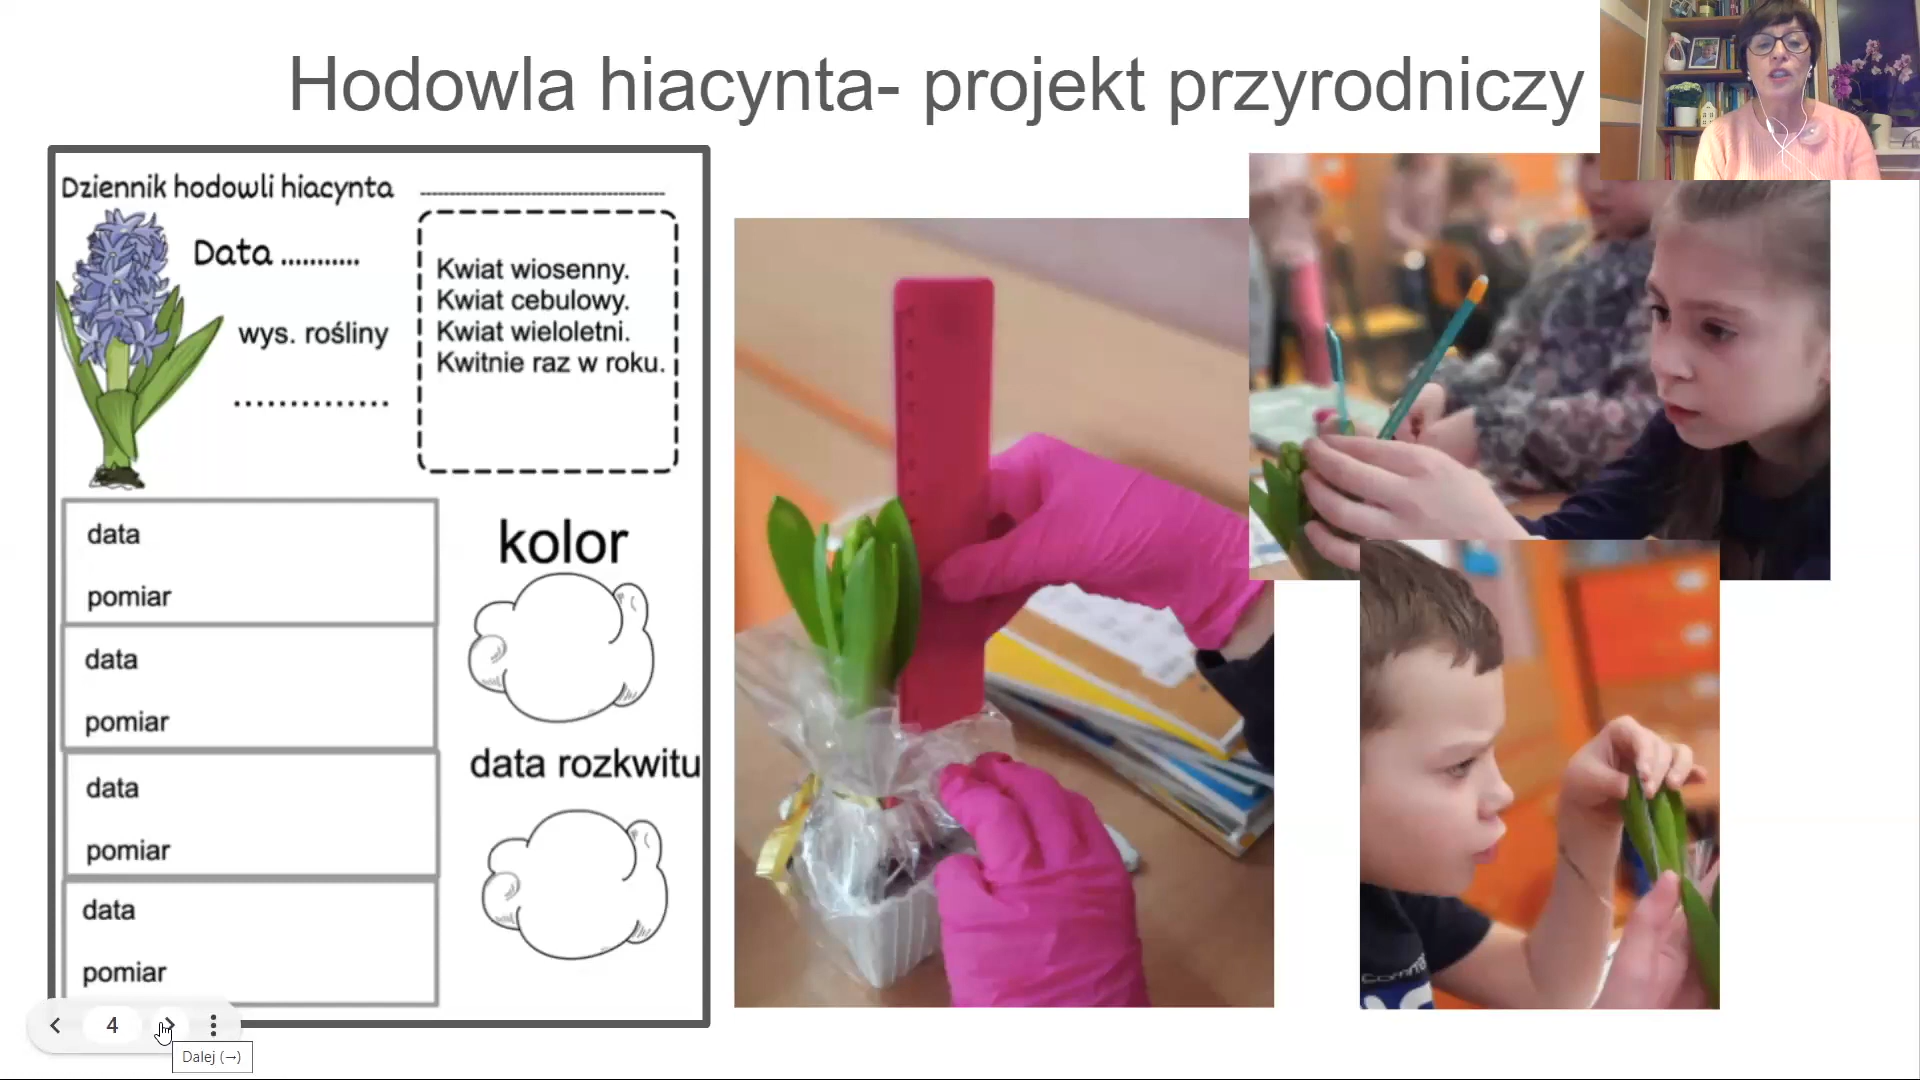 Hodowla hiacynta- projekt przyrodniczy
Dziennik hodowli hiacynta
Data ...........
wys. rośliny
..............
Kwiat wiosenny.
Kwiat cebulowy.
Kwiat wieloletni.
Kwitnie raz w roku.
data
pomiar
data
pomiar
data
pomiar
data
pomiar
kolor
data rozkwitu
4
Dalej (→)